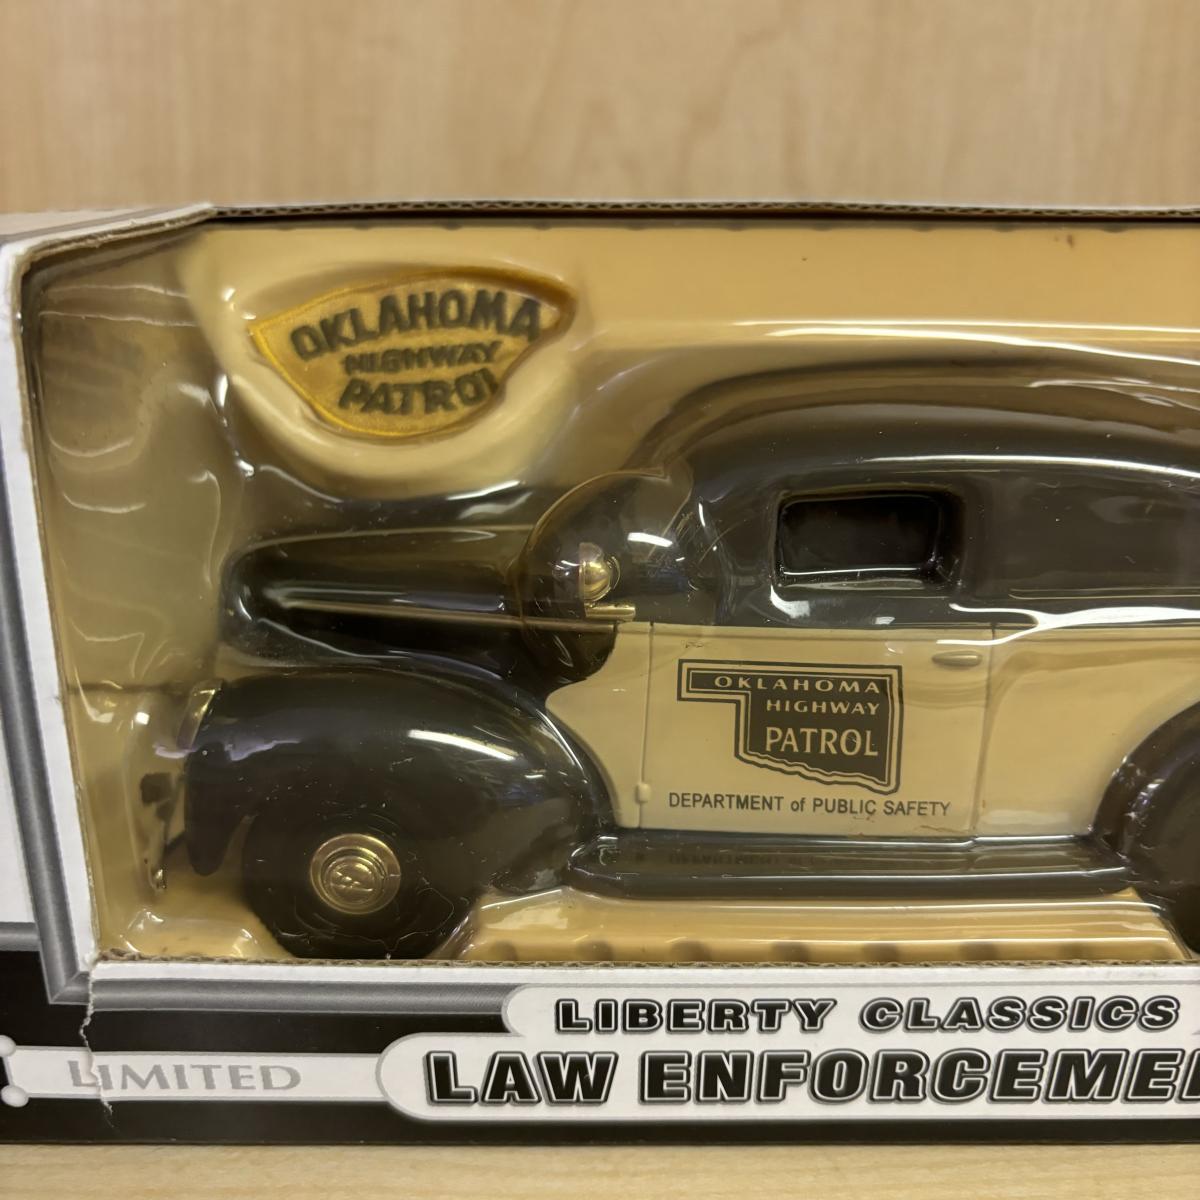 OKLAHOMA
HIGHWAY
PATROL
OKLAHOMA
HIGHWAY
PATROL
DEPARTMENT of PUBLIC SAFETY
LIBERTY CLASSICS
LIMITED
LAW ENFORCEME